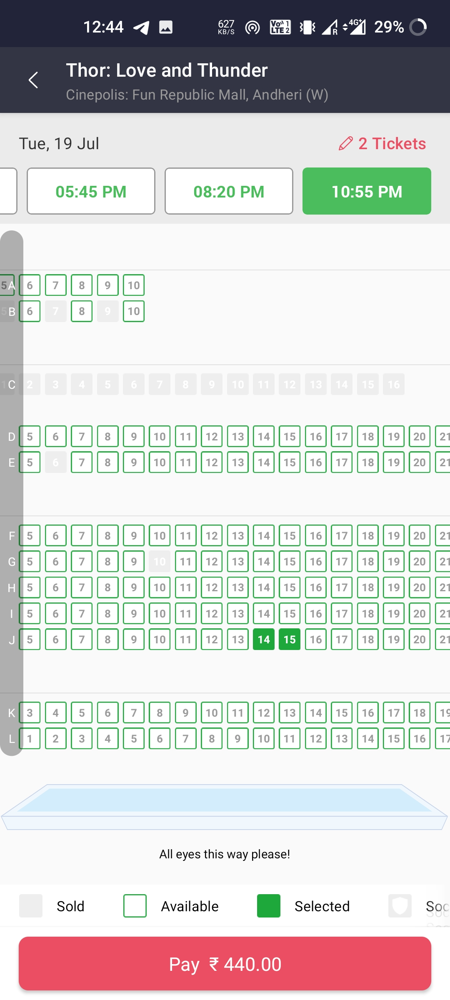 12:44 627 KB/S Vo 1 LTE 2 R 4G+ 29%
Thor: Love and Thunder
Cinepolis: Fun Republic Mall, Andheri (W)
Tue, 19 Jul 2 Tickets
05:45 PM 08:20 PM 10:55 PM
5 A 6 7 8 9 10
5 B 6 7 8 9 10
1 C 2 3 4 5 6 7 8 9 10 11 12 13 14 15 16
D 5 6 7 8 9 10 11 12 13 14 15 16 17 18 19 20 21
E 5 6 7 8 9 10 11 12 13 14 15 16 17 18 19 20 21
F 5 6 7 8 9 10 11 12 13 14 15 16 17 18 19 20 21
G 5 6 7 8 9 10 11 12 13 14 15 16 17 18 19 20 21
H 5 6 7 8 9 10 11 12 13 14 15 16 17 18 19 20 21
I 5 6 7 8 9 10 11 12 13 14 15 16 17 18 19 20 21
J 5 6 7 8 9 10 11 12 13 14 15 16 17 18 19 20 21
K 3 4 5 6 7 8 9 10 11 12 13 14 15 16 17 18 19
L 1 2 3 4 5 6 7 8 9 10 11 12 13 14 15 16 17
All eyes this way please!
Sold Available Selected
Pay ₹ 440.00